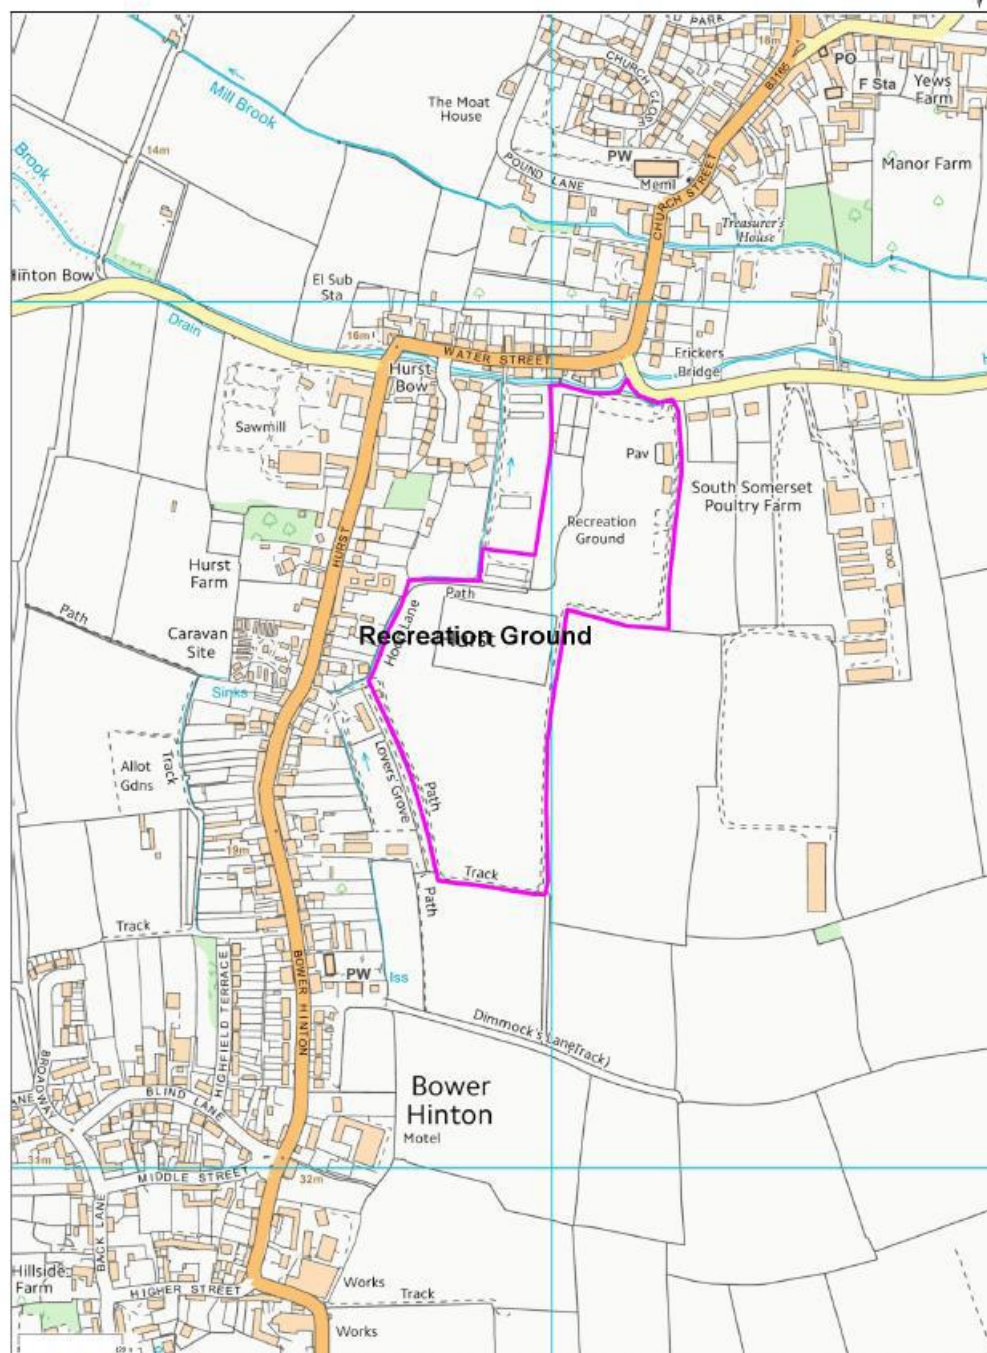 18m
CHURCH CLOSE
B3165
PO
F Sta
Yews
Farm
Mill Brook
The Moat
House
14m
PW
POUND LANE
Meml
CHURCH STREET
Manor Farm
Brook
Treasurer's
House
Hinton Bow
El Sub
Sta
Drain
16m
WATER STREET
Frickers
Bridge
Hurst
Bow
Sawmill
Pav
South Somerset
Poultry Farm
Recreation
Ground
HURST
Hurst
Farm
Path
Path
Caravan
Site
Lane
Recreation Ground
Hurst
Sinks
Allot
Gdns
Track
Lovers' Grove
Path
19m
Track
Path
Track
HIGHFIELD TERRACE
BOWER HINTON
PW
Iss
Dimmock's Lane
(Track)
BROADWAY
BLIND LANE
Bower
Hinton
Motel
MIDDLE STREET
32m
BACK LANE
Hillside
Farm
HIGHER STREET
Works
Track
Works